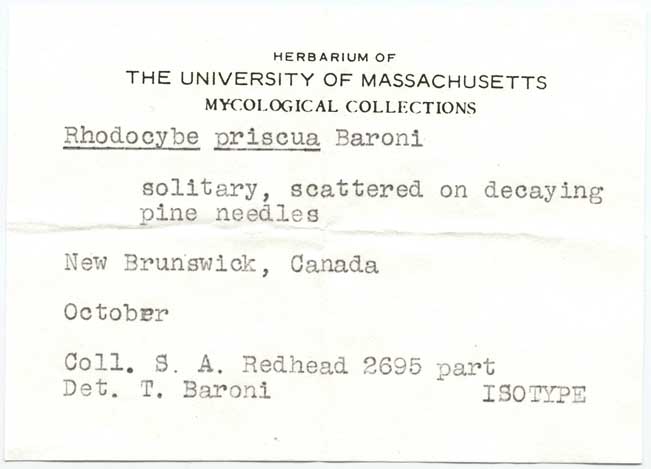 HERBARIUM OF
THE UNIVERSITY OF MASSACHUSETTS
MYCOLOGICAL COLLECTIONS
Rhodocybe priscua Baroni
solitary, scattered on decaying
pine needles
New Brunswick, Canada
October
Coll. S. A. Redhead 2695 part
Det. T. Baroni ISOTYPE